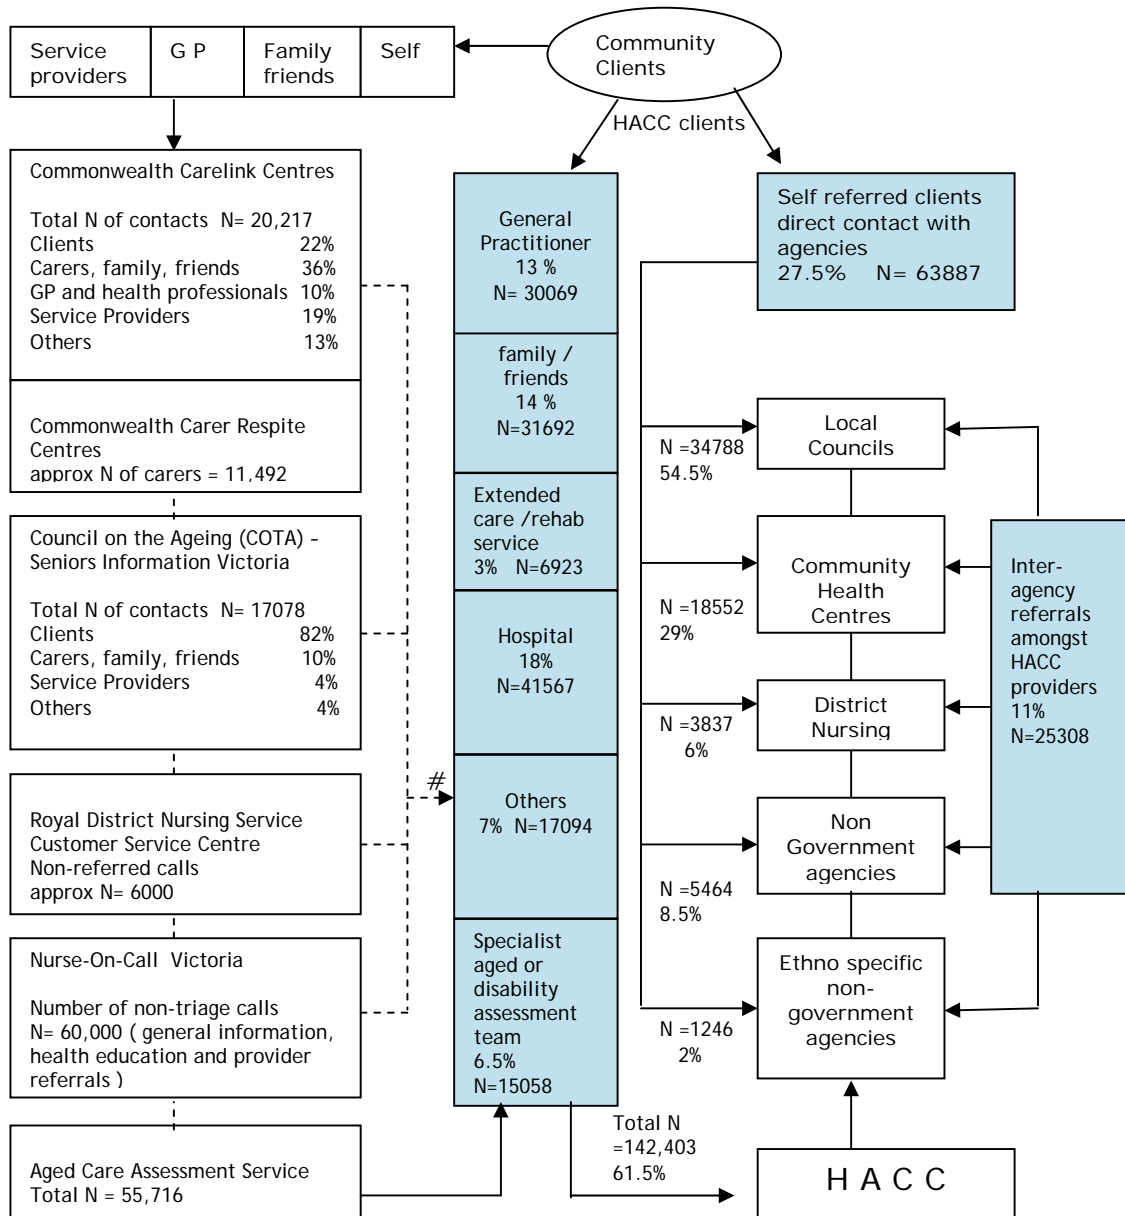 Service providers
G P
Family friends
Self
Community
Clients
HACC clients
Commonwealth Carelink Centres
Total N of contacts N= 20,217
Clients 22%
Carers, family, friends 36%
GP and health professionals 10%
Service Providers 19%
Others 13%
Commonwealth Carer Respite
Centres
approx N of carers = 11,492
Council on the Ageing (COTA) –
Seniors Information Victoria
Total N of contacts N= 17078
Clients 82%
Carers, family, friends 10%
Service Providers 4%
Others 4%
Royal District Nursing Service
Customer Service Centre
Non-referred calls
approx N= 6000
Nurse-On-Call Victoria
Number of non-triage calls
N= 60,000 ( general information,
health education and provider
referrals )
Aged Care Assessment Service
Total N = 55,716
#
General
Practitioner
13 %
N= 30069
family /
friends
14 %
N=31692
Extended
care /rehab
service
3% N=6923
Hospital
18%
N=41567
Others
7% N=17094
Specialist
aged or
disability
assessment
team
6.5%
N=15058
Total N
=142,403
61.5%
Self referred clients
direct contact with
agencies
27.5% N= 63887
N =34788
54.5%
N =18552
29%
N =3837
6%
N =5464
8.5%
N =1246
2%
Local
Councils
Community
Health
Centres
District
Nursing
Non
Government
agencies
Ethno specific
non-
government
agencies
H A C C
Inter-
agency
referrals
amongst
HACC
providers
11%
N=25308